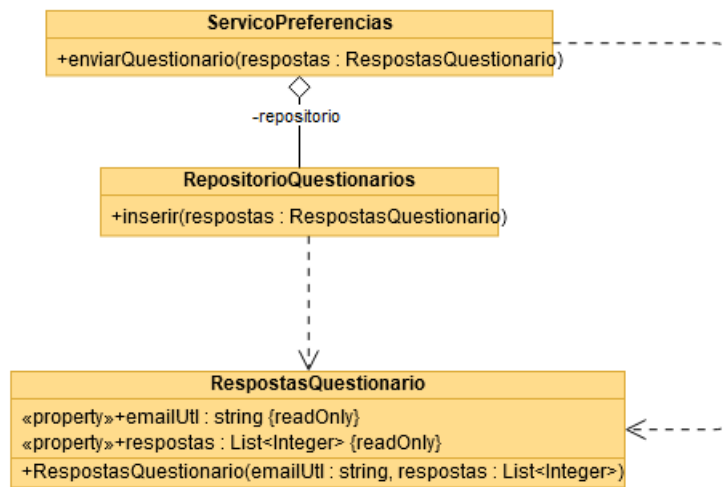 ServicoPreferencias
+enviarQuestionario(respostas : RespostasQuestionario)
-repositorio
RepositorioQuestionarios
+inserir(respostas : RespostasQuestionario)
RespostasQuestionario
«property»+emailUtl : string {readOnly}
«property»+respostas : List<Integer> {readOnly}
+RespostasQuestionario(emailUtl : string, respostas : List<Integer>)